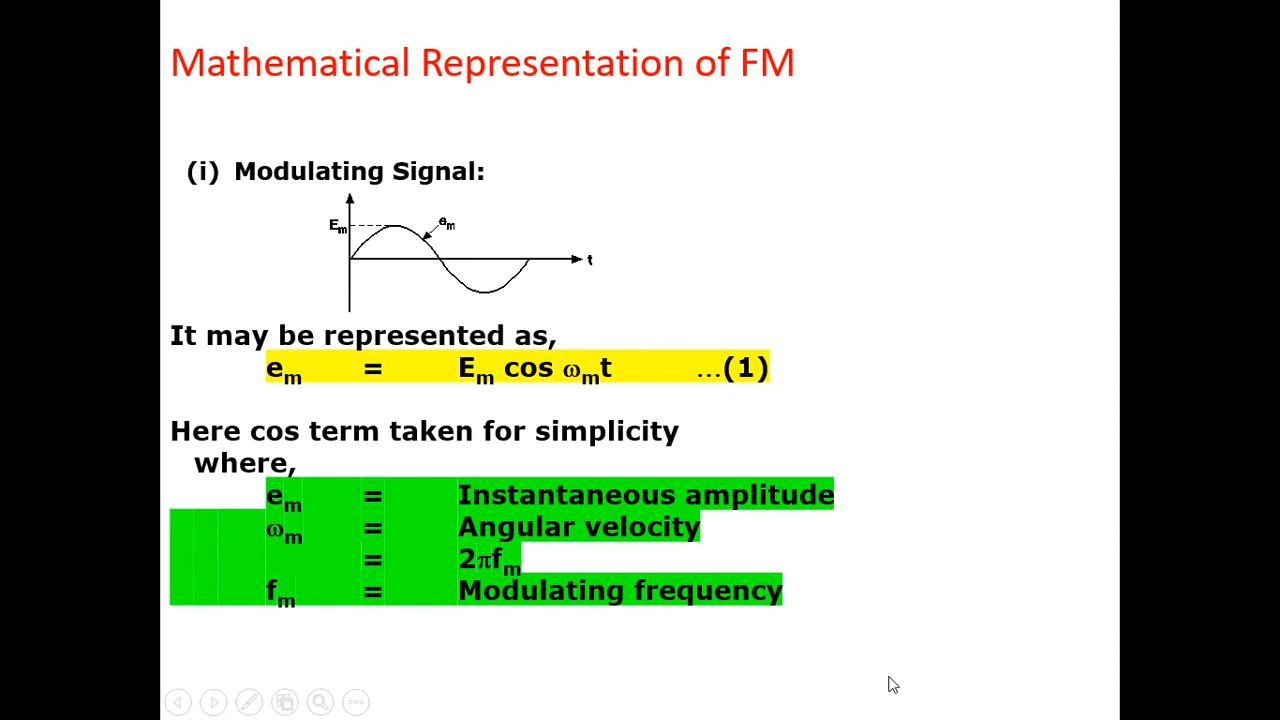 Mathematical Representation of FM
(i) Modulating Signal:
Em
em
t
It may be represented as,
em = Em cos ωmt ...(1)
Here cos term taken for simplicity
where,
em = Instantaneous amplitude
ωm = Angular velocity
= 2πfm
fm = Modulating frequency